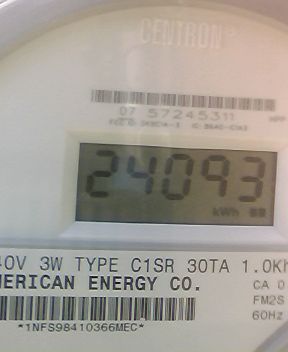 CENTRON
07 57245311
24093
kWh
40V 3W TYPE C1SR 30TA 1.0Kh
MERICAN ENERGY CO.
CA 0
FM2S
60Hz
*1NFS98410366MEC*